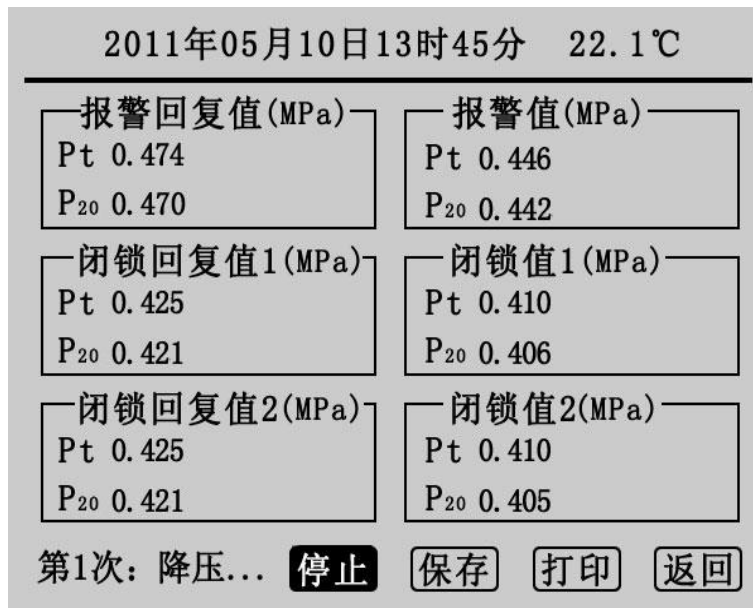 2011年05月10日13时45分 22.1℃
报警回复值(MPa) 报警值(MPa)
Pt 0.474 Pt 0.446
P₂₀ 0.470 P₂₀ 0.442
闭锁回复值1(MPa) 闭锁值1(MPa)
Pt 0.425 Pt 0.410
P₂₀ 0.421 P₂₀ 0.406
闭锁回复值2(MPa) 闭锁值2(MPa)
Pt 0.425 Pt 0.410
P₂₀ 0.421 P₂₀ 0.405
第1次：降压... 停止 保存 打印 返回